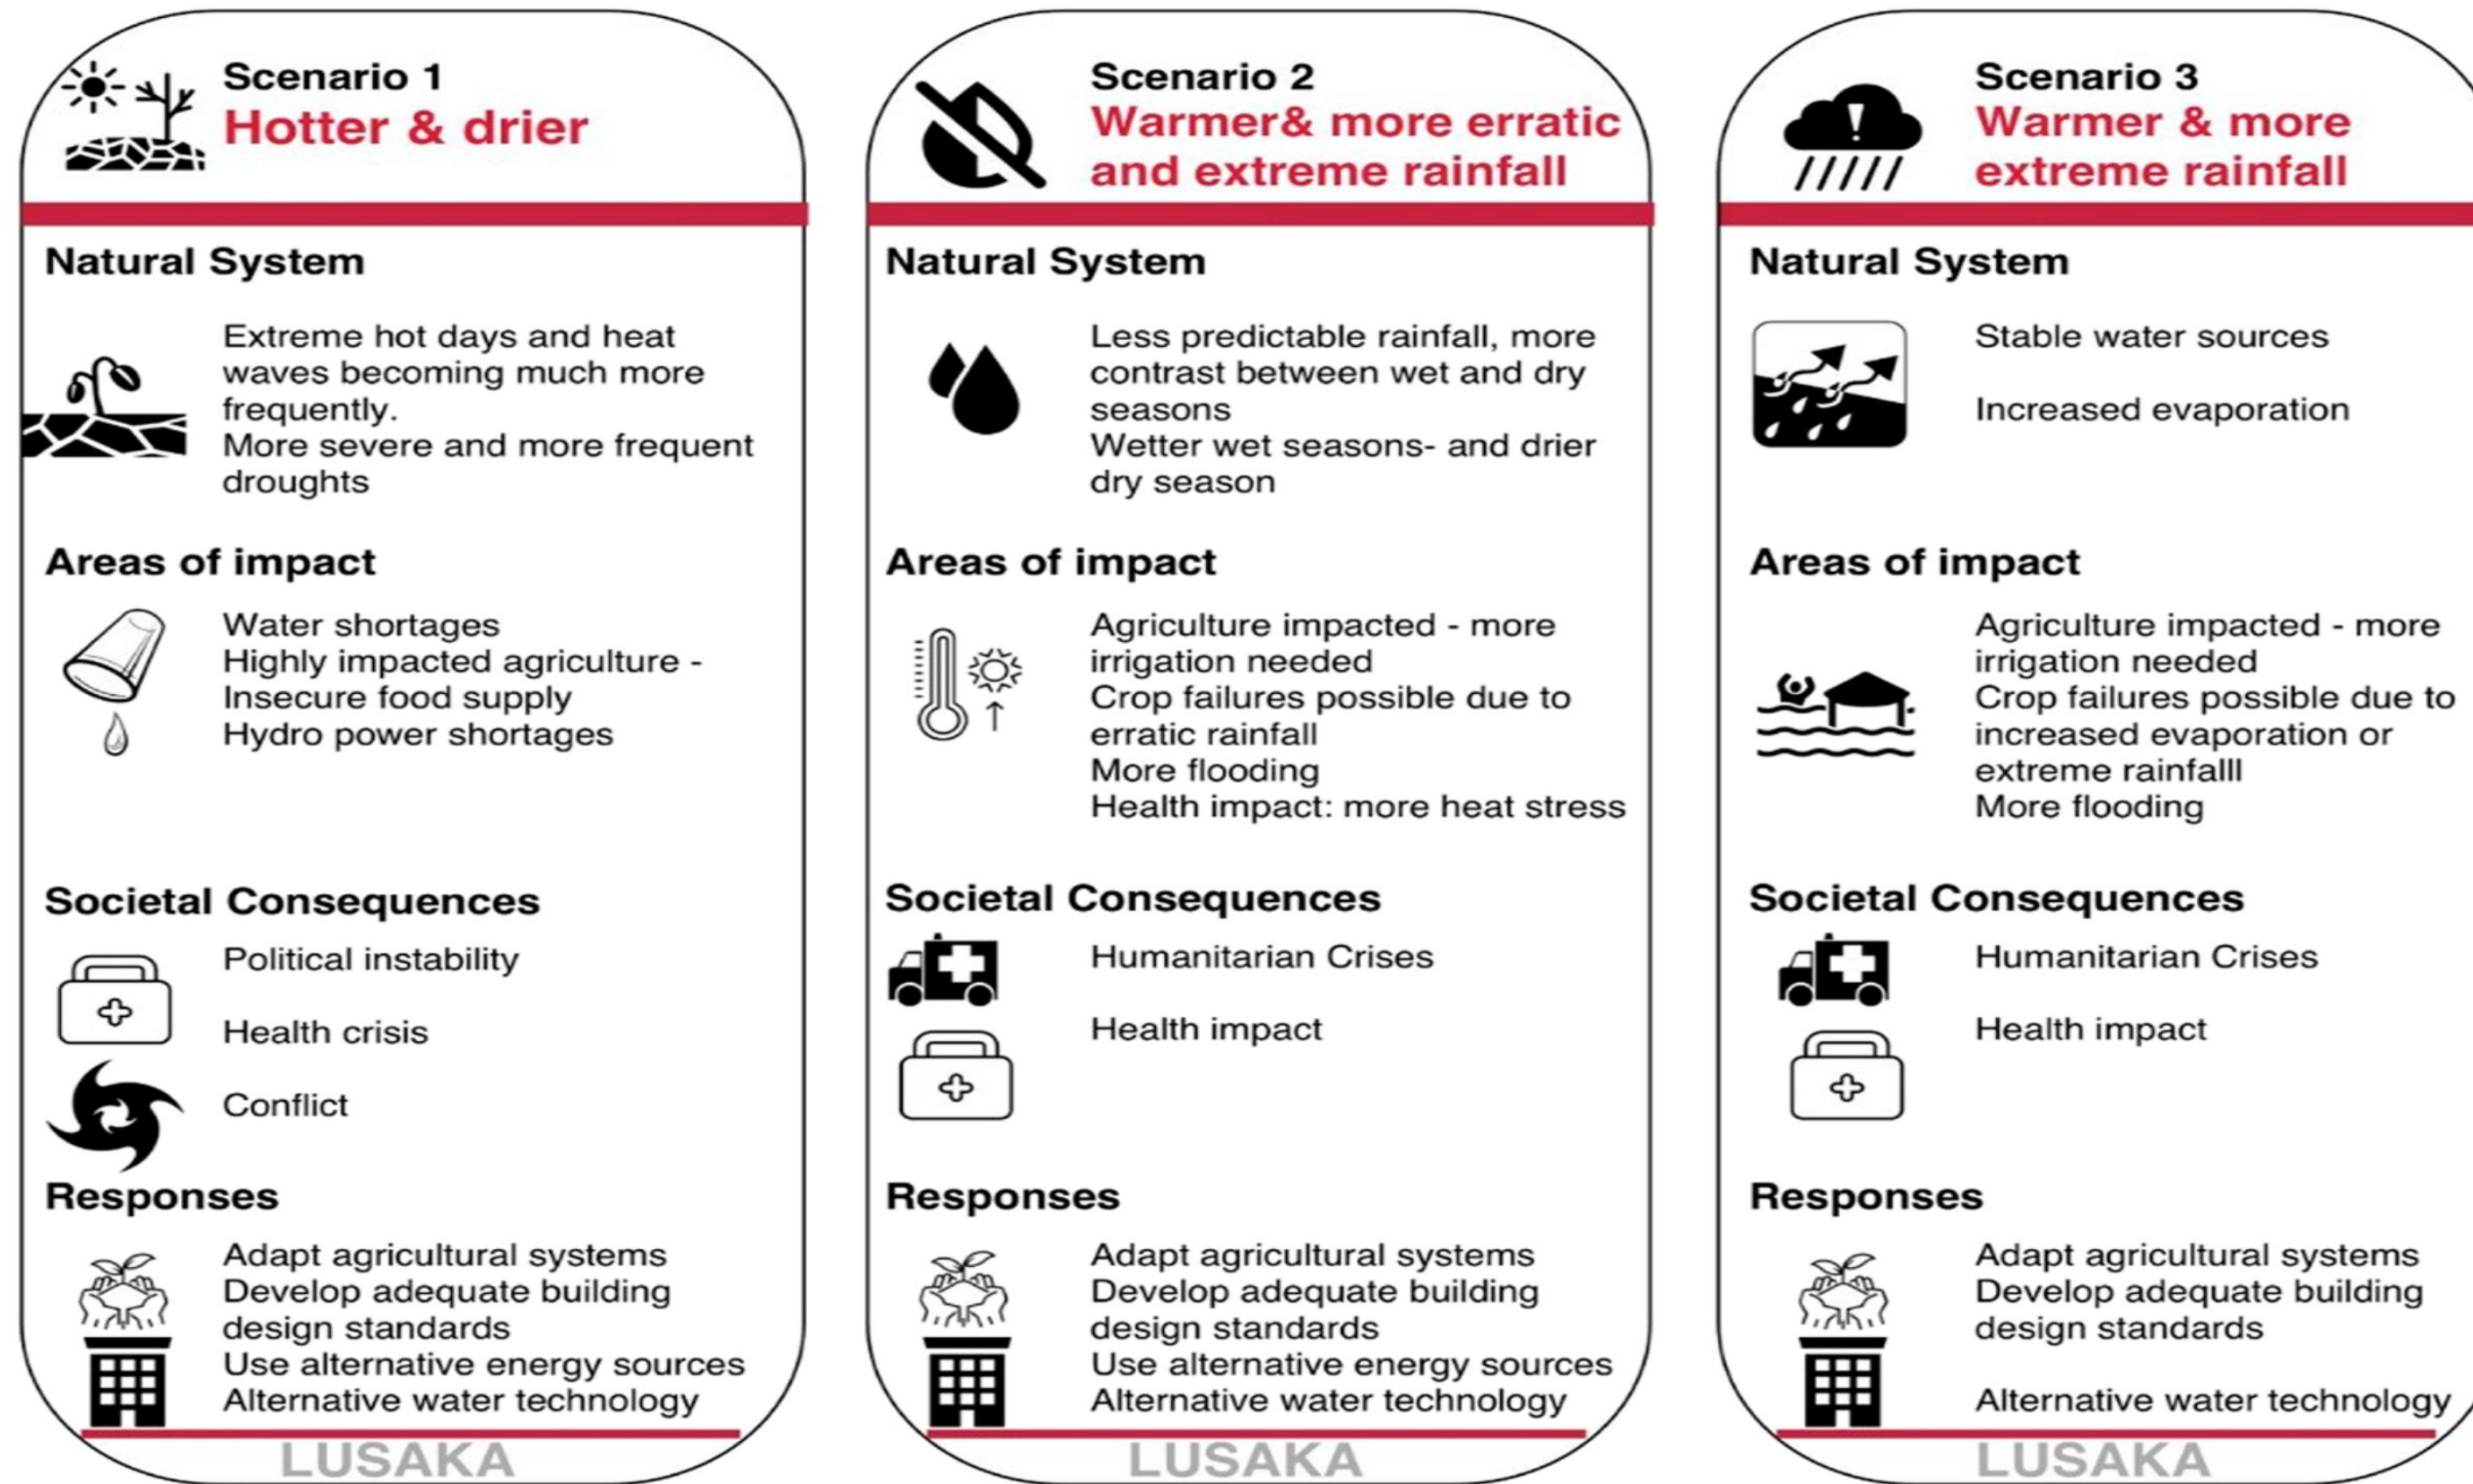 Scenario 1
Hotter & drier
Natural System
Extreme hot days and heat
waves becoming much more
frequently.
More severe and more frequent
droughts
Areas of impact
Water shortages
Highly impacted agriculture -
Insecure food supply
Hydro power shortages
Societal Consequences
Political instability
Health crisis
Conflict
Responses
Adapt agricultural systems
Develop adequate building
design standards
Use alternative energy sources
Alternative water technology
LUSAKA
Scenario 2
Warmer& more erratic
and extreme rainfall
Natural System
Less predictable rainfall, more
contrast between wet and dry
seasons
Wetter wet seasons- and drier
dry season
Areas of impact
Agriculture impacted - more
irrigation needed
Crop failures possible due to
erratic rainfall
More flooding
Health impact: more heat stress
Societal Consequences
Humanitarian Crises
Health impact
Responses
Adapt agricultural systems
Develop adequate building
design standards
Use alternative energy sources
Alternative water technology
LUSAKA
Scenario 3
Warmer & more
extreme rainfall
Natural System
Stable water sources
Increased evaporation
Areas of impact
Agriculture impacted - more
irrigation needed
Crop failures possible due to
increased evaporation or
extreme rainfalll
More flooding
Societal Consequences
Humanitarian Crises
Health impact
Responses
Adapt agricultural systems
Develop adequate building
design standards
Alternative water technology
LUSAKA